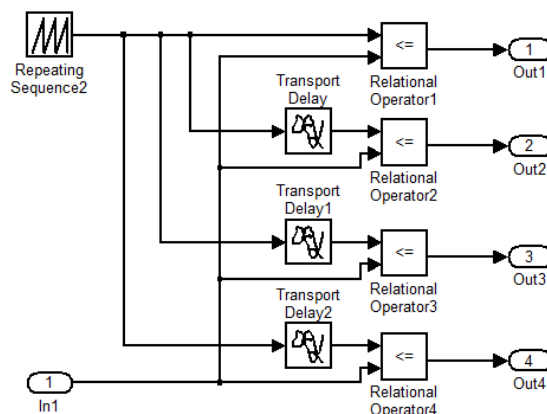 <=
1
Out1
Repeating
Sequence2
Relational
Operator1
Transport
Delay
<=
2
Out2
Relational
Operator2
Transport
Delay1
<=
3
Out3
Relational
Operator3
Transport
Delay2
<=
4
Out4
Relational
Operator4
1
In1